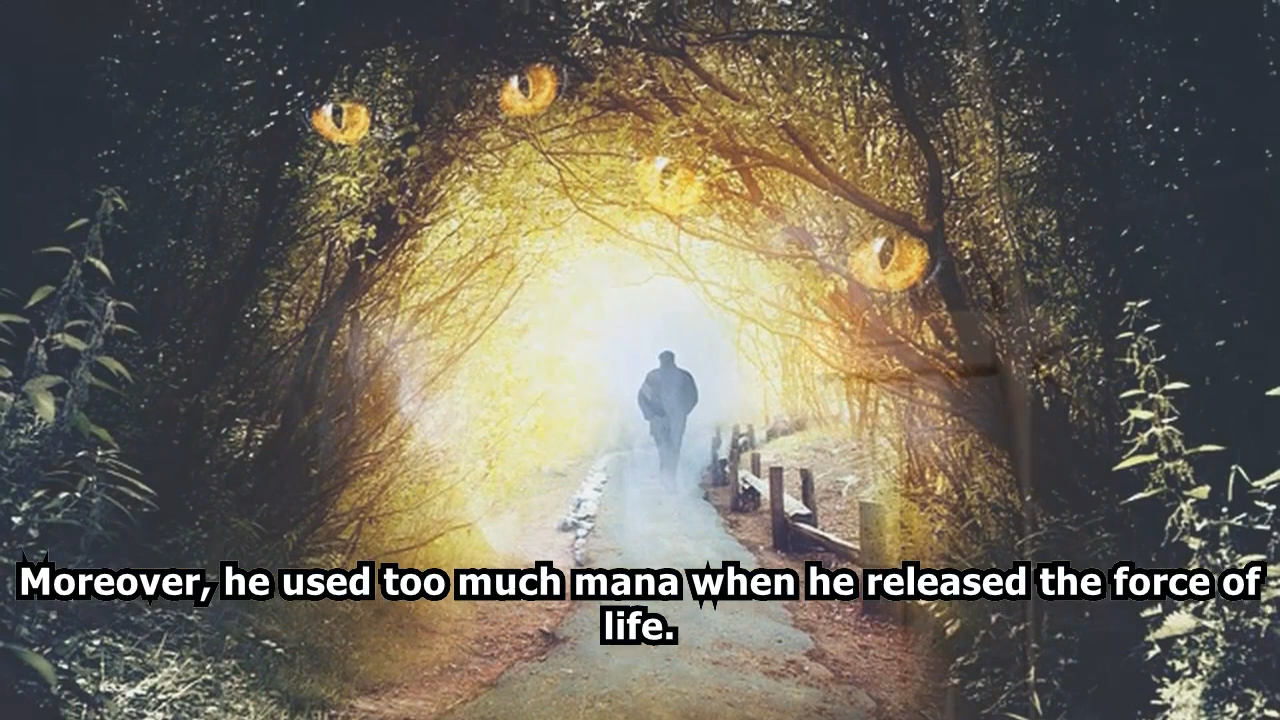 Moreover, he used too much mana when he released the force of
life.